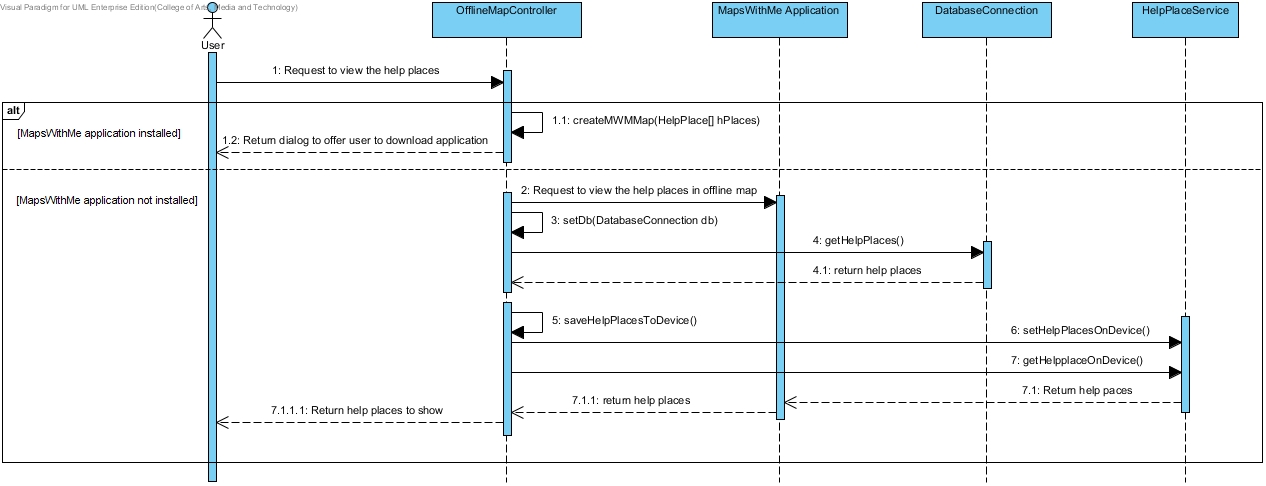 Visual Paradigm for UML Enterprise Edition(College of Arts, Media and Technology)
OfflineMapController
MapsWithMe Application
DatabaseConnection
HelpPlaceService
User
1: Request to view the help places
alt
[MapsWithMe application installed]
1.1: createMWMMap(HelpPlace[] hPlaces)
1.2: Return dialog to offer user to download application
[MapsWithMe application not installed]
2: Request to view the help places in offline map
3: setDb(DatabaseConnection db)
4: getHelpPlaces()
4.1: return help places
5: saveHelpPlacesToDevice()
6: setHelpPlacesOnDevice()
7: getHelpplaceOnDevice()
7.1: Return help paces
7.1.1: return help places
7.1.1.1: Return help places to show